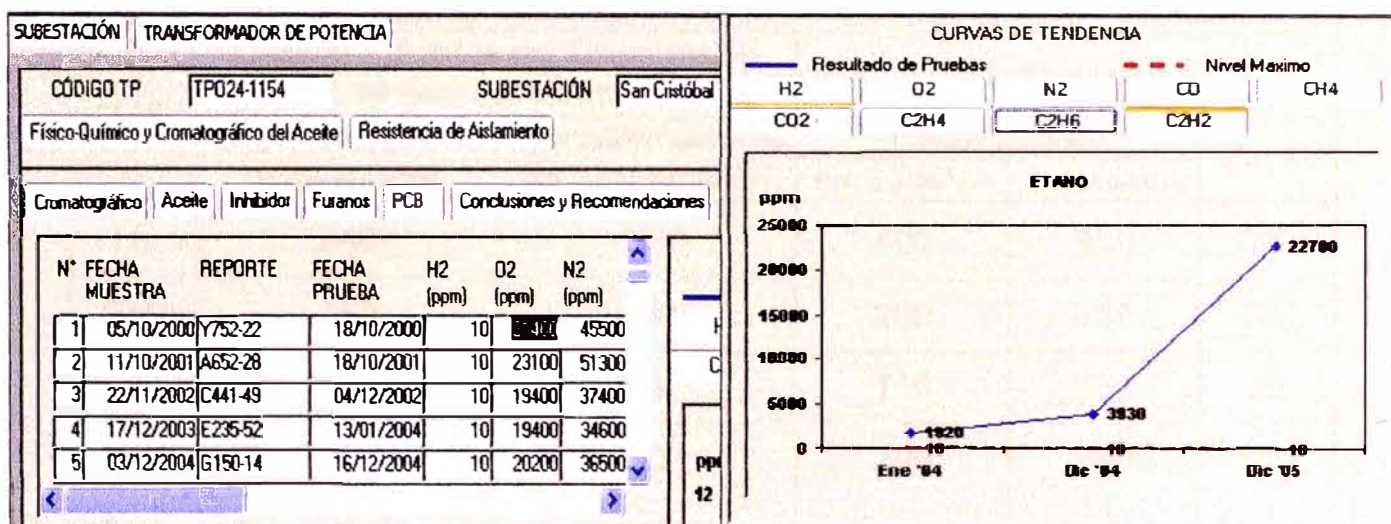 SUBESTACIÓN TRANSFORMADOR DE POTENCIA
CÓDIGO TP TP024-1154 SUBESTACIÓN San Cristóbal
Físico-Químico y Cromatográfico del Aceite Resistencia de Aislamiento
Cromatográfico Aceite Inhibidor Furanos PCB Conclusiones y Recomendaciones
N° FECHA MUESTRA REPORTE FECHA PRUEBA H2 (ppm) O2 (ppm) N2 (ppm)
1 05/10/2000 Y752-22 18/10/2000 10 45500
2 11/10/2001 A652-28 18/10/2001 10 23100 51300
3 22/11/2002 C441-49 04/12/2002 10 19400 37400
4 17/12/2003 E235-52 13/01/2004 10 19400 34600
5 03/12/2004 G150-14 16/12/2004 10 20200 36500
12
CURVAS DE TENDENCIA
Resultado de Pruebas Nivel Maximo
H2 O2 N2 CO CH4
CO2 C2H4 C2H6 C2H2
ETANO
ppm
25000
22700
20000
15000
10000
5000
3930
1820
0 10 10 10
Ene '04 Dic '04 Dic '05